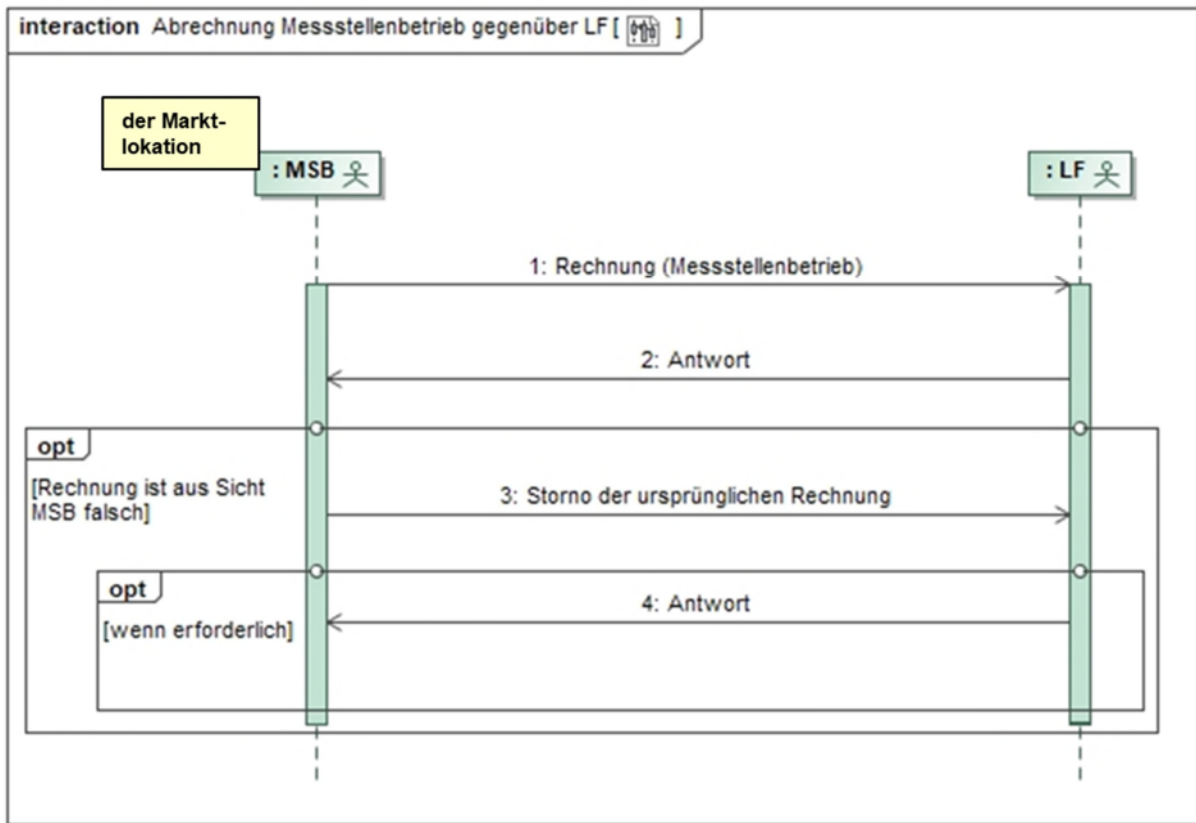 interaction Abrechnung Messstellenbetrieb gegenüber LF [ ]
der Markt-
lokation
: MSB
: LF
1: Rechnung (Messstellenbetrieb)
2: Antwort
opt
[Rechnung ist aus Sicht
MSB falsch]
3: Storno der ursprünglichen Rechnung
opt
[wenn erforderlich]
4: Antwort